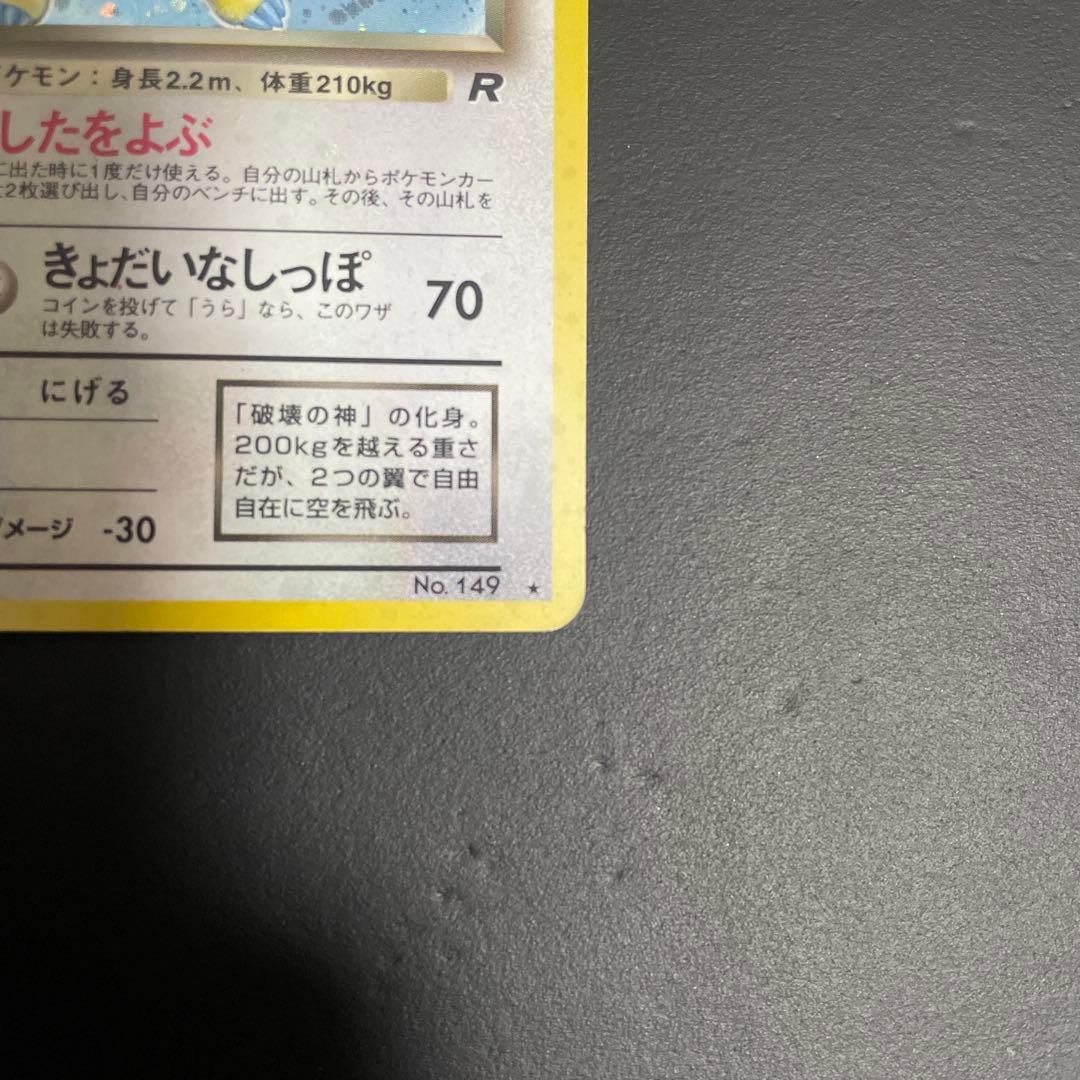 ケモン：身長2.2m、体重210kg R
したをよぶ
に出た時に1度だけ使える。自分の山札からポケモンカー
2枚選び出し、自分のベンチに出す。その後、その山札を
きょだいなしっぽ 70
コインを投げて「うら」なら、このワザ
は失敗する。
にげる
「破壊の神」の化身。
200kgを越える重さ
だが、2つの翼で自由
自在に空を飛ぶ。
メージ -30
No. 149 ★